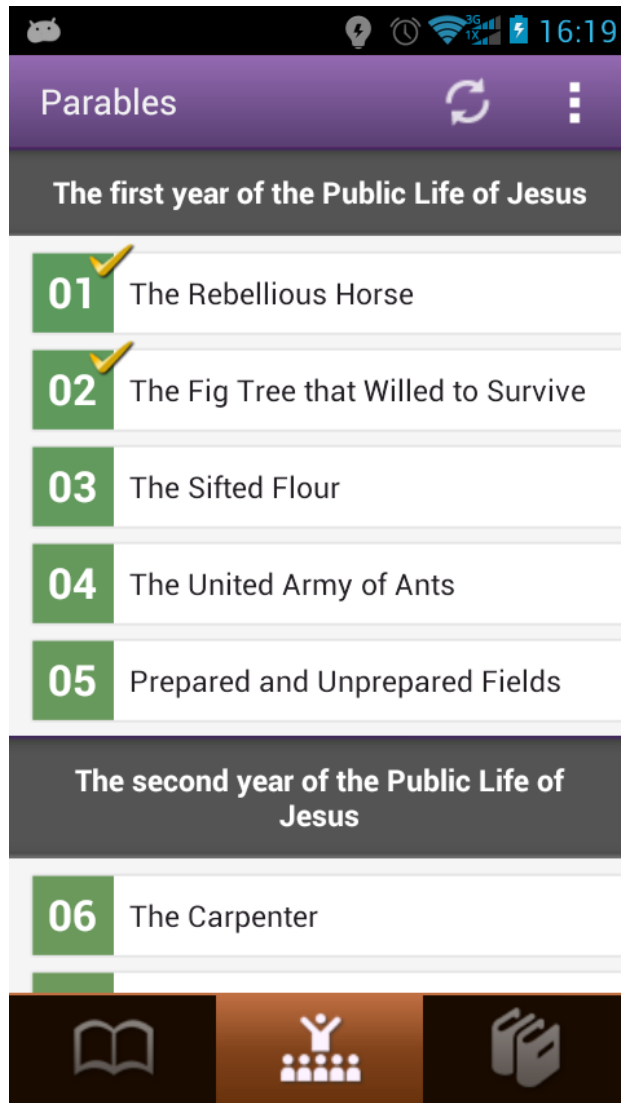 3G
1X
16:19
Parables
The first year of the Public Life of Jesus
01 The Rebellious Horse
02 The Fig Tree that Willed to Survive
03 The Sifted Flour
04 The United Army of Ants
05 Prepared and Unprepared Fields
The second year of the Public Life of
Jesus
06 The Carpenter